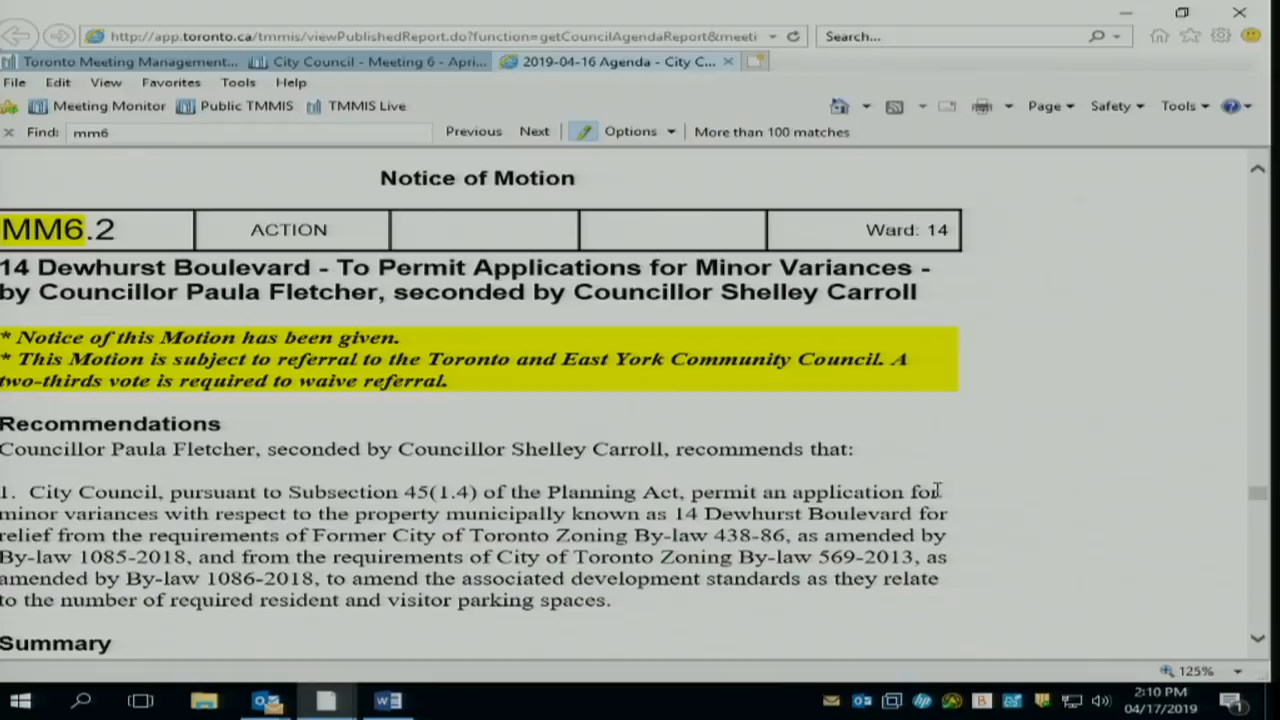 http://app.toronto.ca/tmmis/viewPublishedReport.do?function=getCouncilAgendaReport&meeti
Search...
Toronto Meeting Management...
City Council - Meeting 6 - Apri...
2019-04-16 Agenda - City C...
File Edit View Favorites Tools Help
Meeting Monitor Public TMMIS TMMIS Live
Page Safety Tools
Find: mm6 Previous Next Options More than 100 matches
Notice of Motion
MM6.2 ACTION Ward: 14
14 Dewhurst Boulevard - To Permit Applications for Minor Variances -
by Councillor Paula Fletcher, seconded by Councillor Shelley Carroll
* Notice of this Motion has been given.
* This Motion is subject to referral to the Toronto and East York Community Council. A
two-thirds vote is required to waive referral.
Recommendations
Councillor Paula Fletcher, seconded by Councillor Shelley Carroll, recommends that:
1. City Council, pursuant to Subsection 45(1.4) of the Planning Act, permit an application for
minor variances with respect to the property municipally known as 14 Dewhurst Boulevard for
relief from the requirements of Former City of Toronto Zoning By-law 438-86, as amended by
By-law 1085-2018, and from the requirements of City of Toronto Zoning By-law 569-2013, as
amended by By-law 1086-2018, to amend the associated development standards as they relate
to the number of required resident and visitor parking spaces.
Summary
125%
2:10 PM
04/17/2019